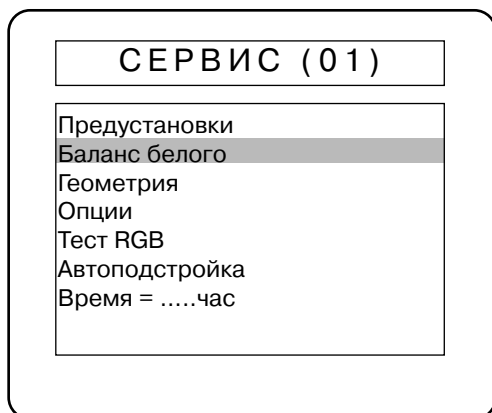 СЕРВИС (01)
Предустановки
Баланс белого
Геометрия
Опции
Тест RGB
Автоподстройка
Время = .....час